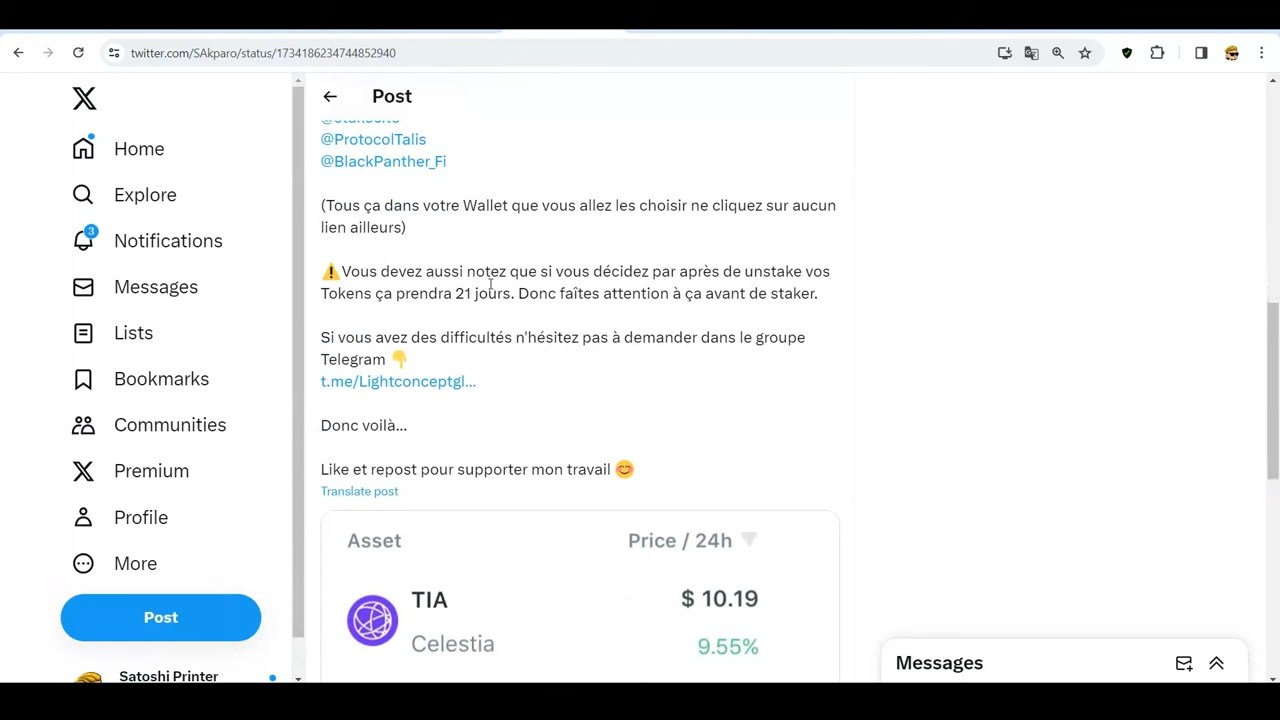 twitter.com/SAkparo/status/1734186234744852940
Post
@ProtocolTalis
@BlackPanther_Fi
(Tous ça dans votre Wallet que vous allez les choisir ne cliquez sur aucun
lien ailleurs)
⚠️Vous devez aussi notez que si vous décidez par après de unstake vos
Tokens ça prendra 21 jours. Donc faîtes attention à ça avant de staker.
Si vous avez des difficultés n'hésitez pas à demander dans le groupe
Telegram 👇
t.me/Lightconceptgl...
Donc voilà...
Like et repost pour supporter mon travail 😊
Translate post
Asset Price / 24h
TIA $ 10.19
Celestia 9.55%
Home
Explore
3
Notifications
Messages
Lists
Bookmarks
Communities
Premium
Profile
More
Post
Satoshi Printer
Messages